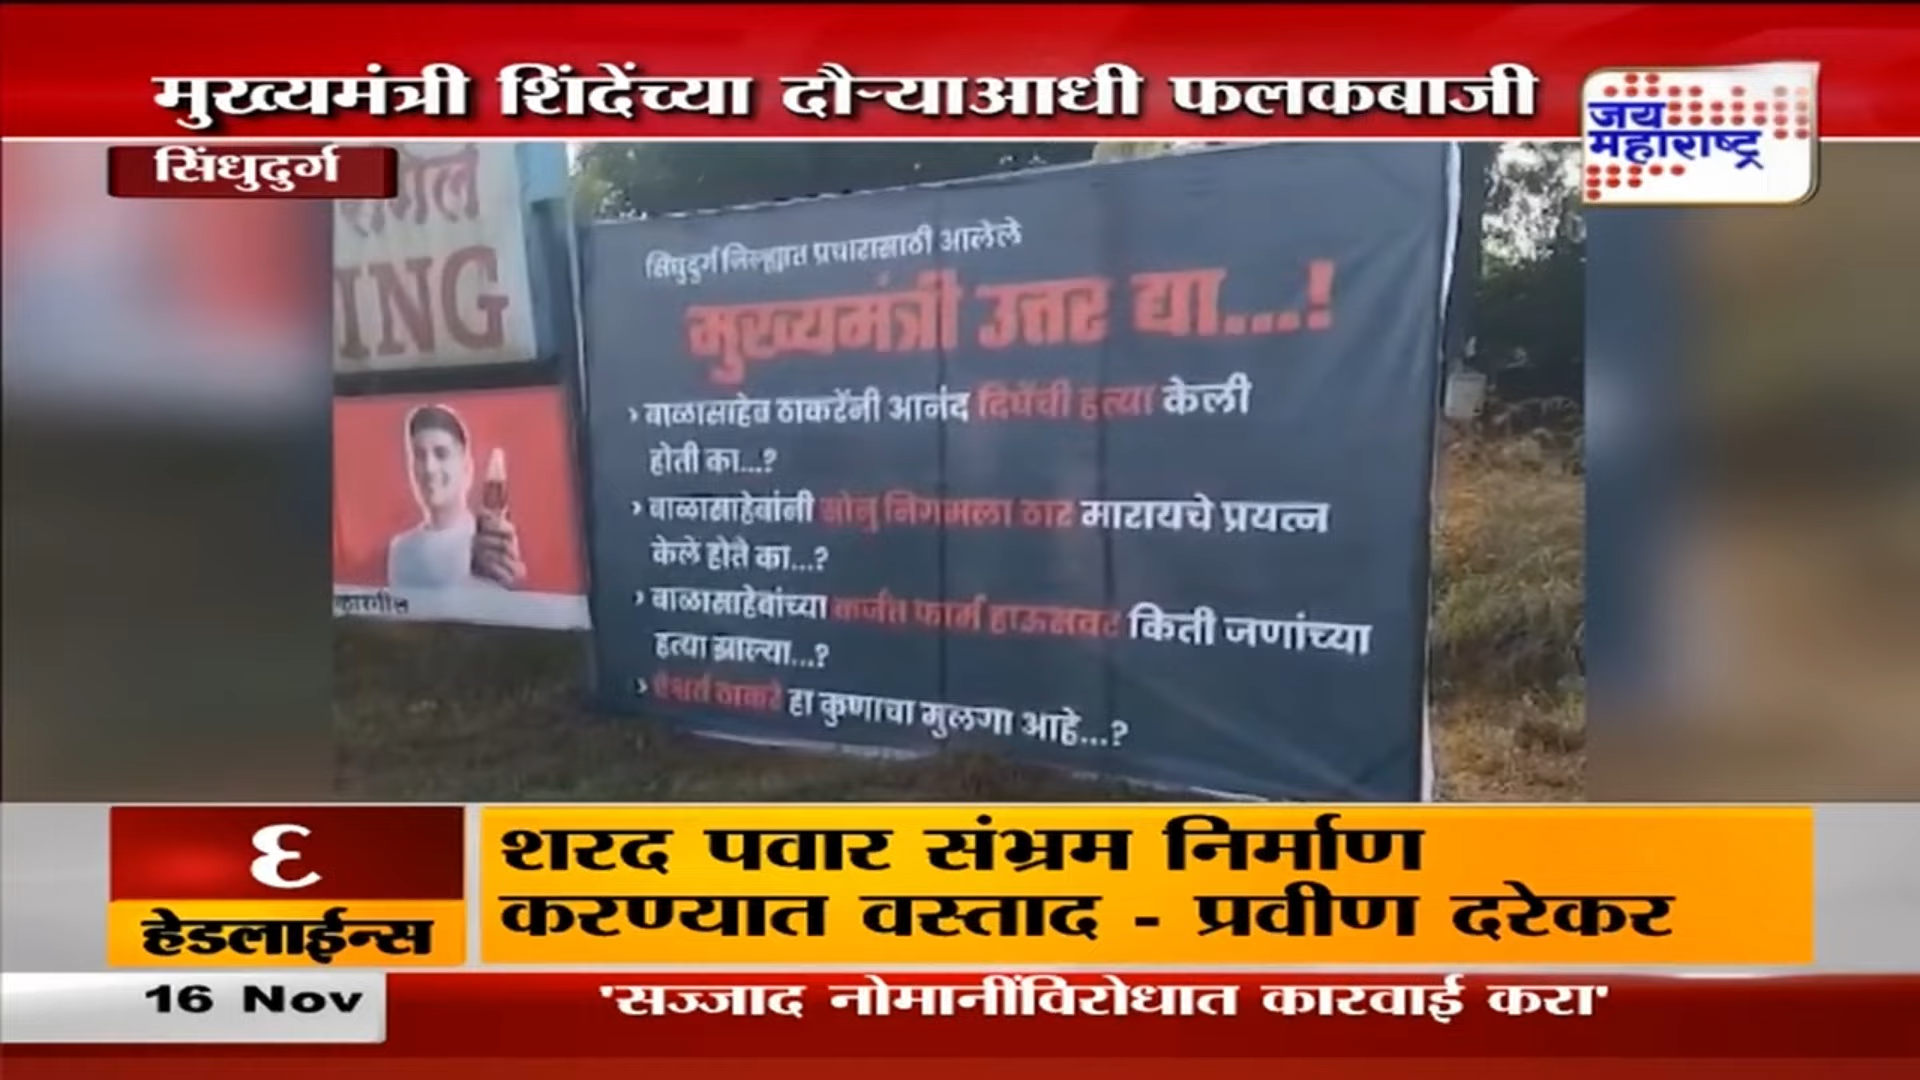 मुख्यमंत्री शिंदेंच्या दौऱ्याआधी फलकबाजी
जय
महाराष्ट्र
सिंधुदुर्ग
ING
सिंधुदुर्ग जिल्ह्यात प्रचारासाठी आलेले
मुख्यमंत्री उत्तर द्या...!
› बाळासाहेब ठाकरेंनी आनंद दिघेंची हत्या केली
होती का...?
› बाळासाहेबांनी सोनु निगमला ठार मारायचे प्रयत्न
केले होते का...?
› बाळासाहेबांच्या कर्जत फार्म हाऊसवर किती जणांच्या
हत्या झाल्या...?
› ठाकरे हा कुणाचा मुलगा आहे...?
कारगील
६
हेडलाईन्स
शरद पवार संभ्रम निर्माण
करण्यात वस्ताद - प्रवीण दरेकर
16 Nov
'सज्जाद नोमानींविरोधात कारवाई करा'